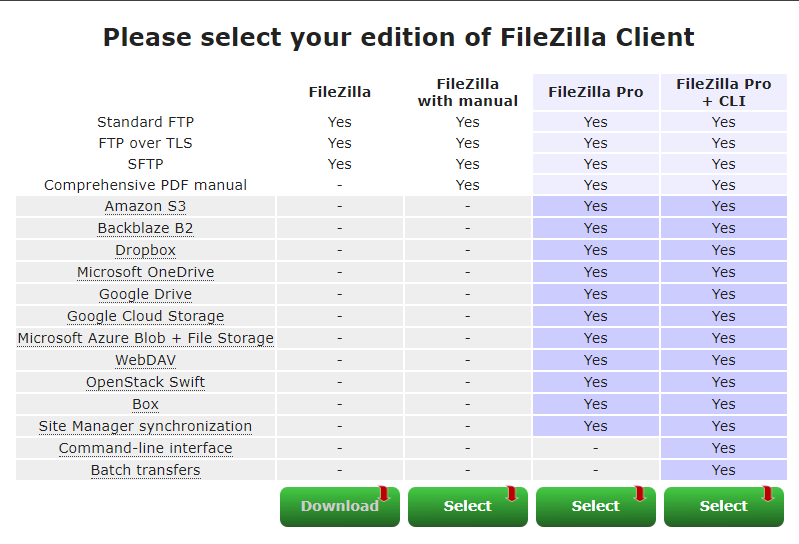 Please select your edition of FileZilla Client
FileZilla FileZilla with manual FileZilla Pro FileZilla Pro + CLI
Standard FTP Yes Yes Yes Yes
FTP over TLS Yes Yes Yes Yes
SFTP Yes Yes Yes Yes
Comprehensive PDF manual - Yes Yes Yes
Amazon S3 - - Yes Yes
Backblaze B2 - - Yes Yes
Dropbox - - Yes Yes
Microsoft OneDrive - - Yes Yes
Google Drive - - Yes Yes
Google Cloud Storage - - Yes Yes
Microsoft Azure Blob + File Storage - - Yes Yes
WebDAV - - Yes Yes
OpenStack Swift - - Yes Yes
Box - - Yes Yes
Site Manager synchronization - - Yes Yes
Command-line interface - - - Yes
Batch transfers - - - Yes
Download Select Select Select